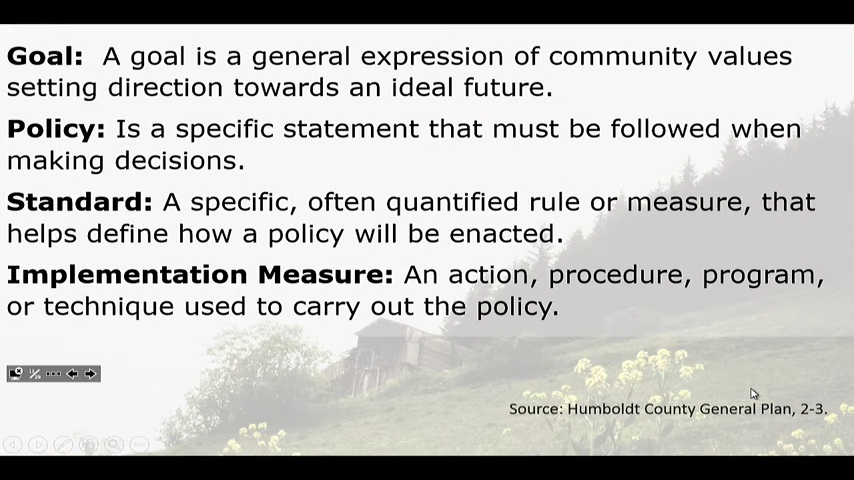 Goal: A goal is a general expression of community values
setting direction towards an ideal future.
Policy: Is a specific statement that must be followed when
making decisions.
Standard: A specific, often quantified rule or measure, that
helps define how a policy will be enacted.
Implementation Measure: An action, procedure, program,
or technique used to carry out the policy.
Source: Humboldt County General Plan, 2-3.